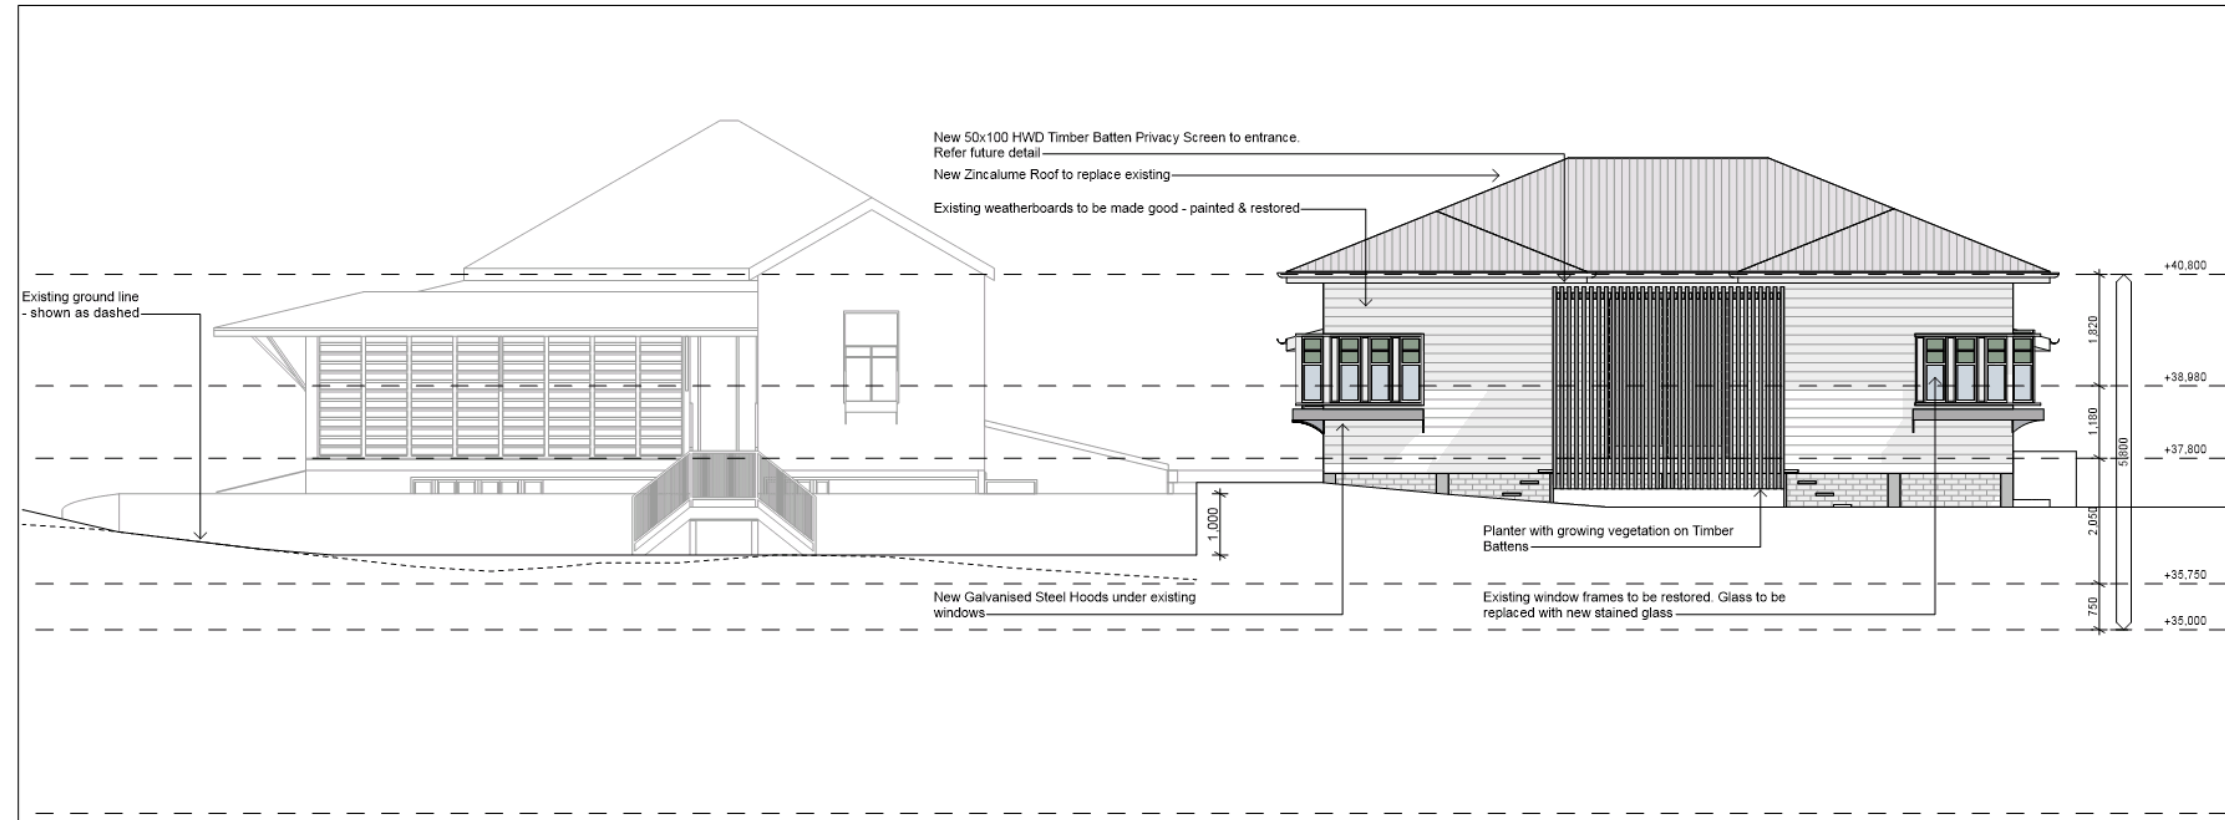 New 50x100 HWD Timber Batten Privacy Screen to entrance.
Refer future detail
New Zincalume Roof to replace existing
Existing weatherboards to be made good - painted & restored
+40,800
Existing ground line
- shown as dashed
1,820
+38,980
1,180
5,800
+37,800
1,000
2,050
Planter with growing vegetation on Timber
Battens
+35,750
New Galvanised Steel Hoods under existing
windows
Existing window frames to be restored. Glass to be
replaced with new stained glass
750
+35,000